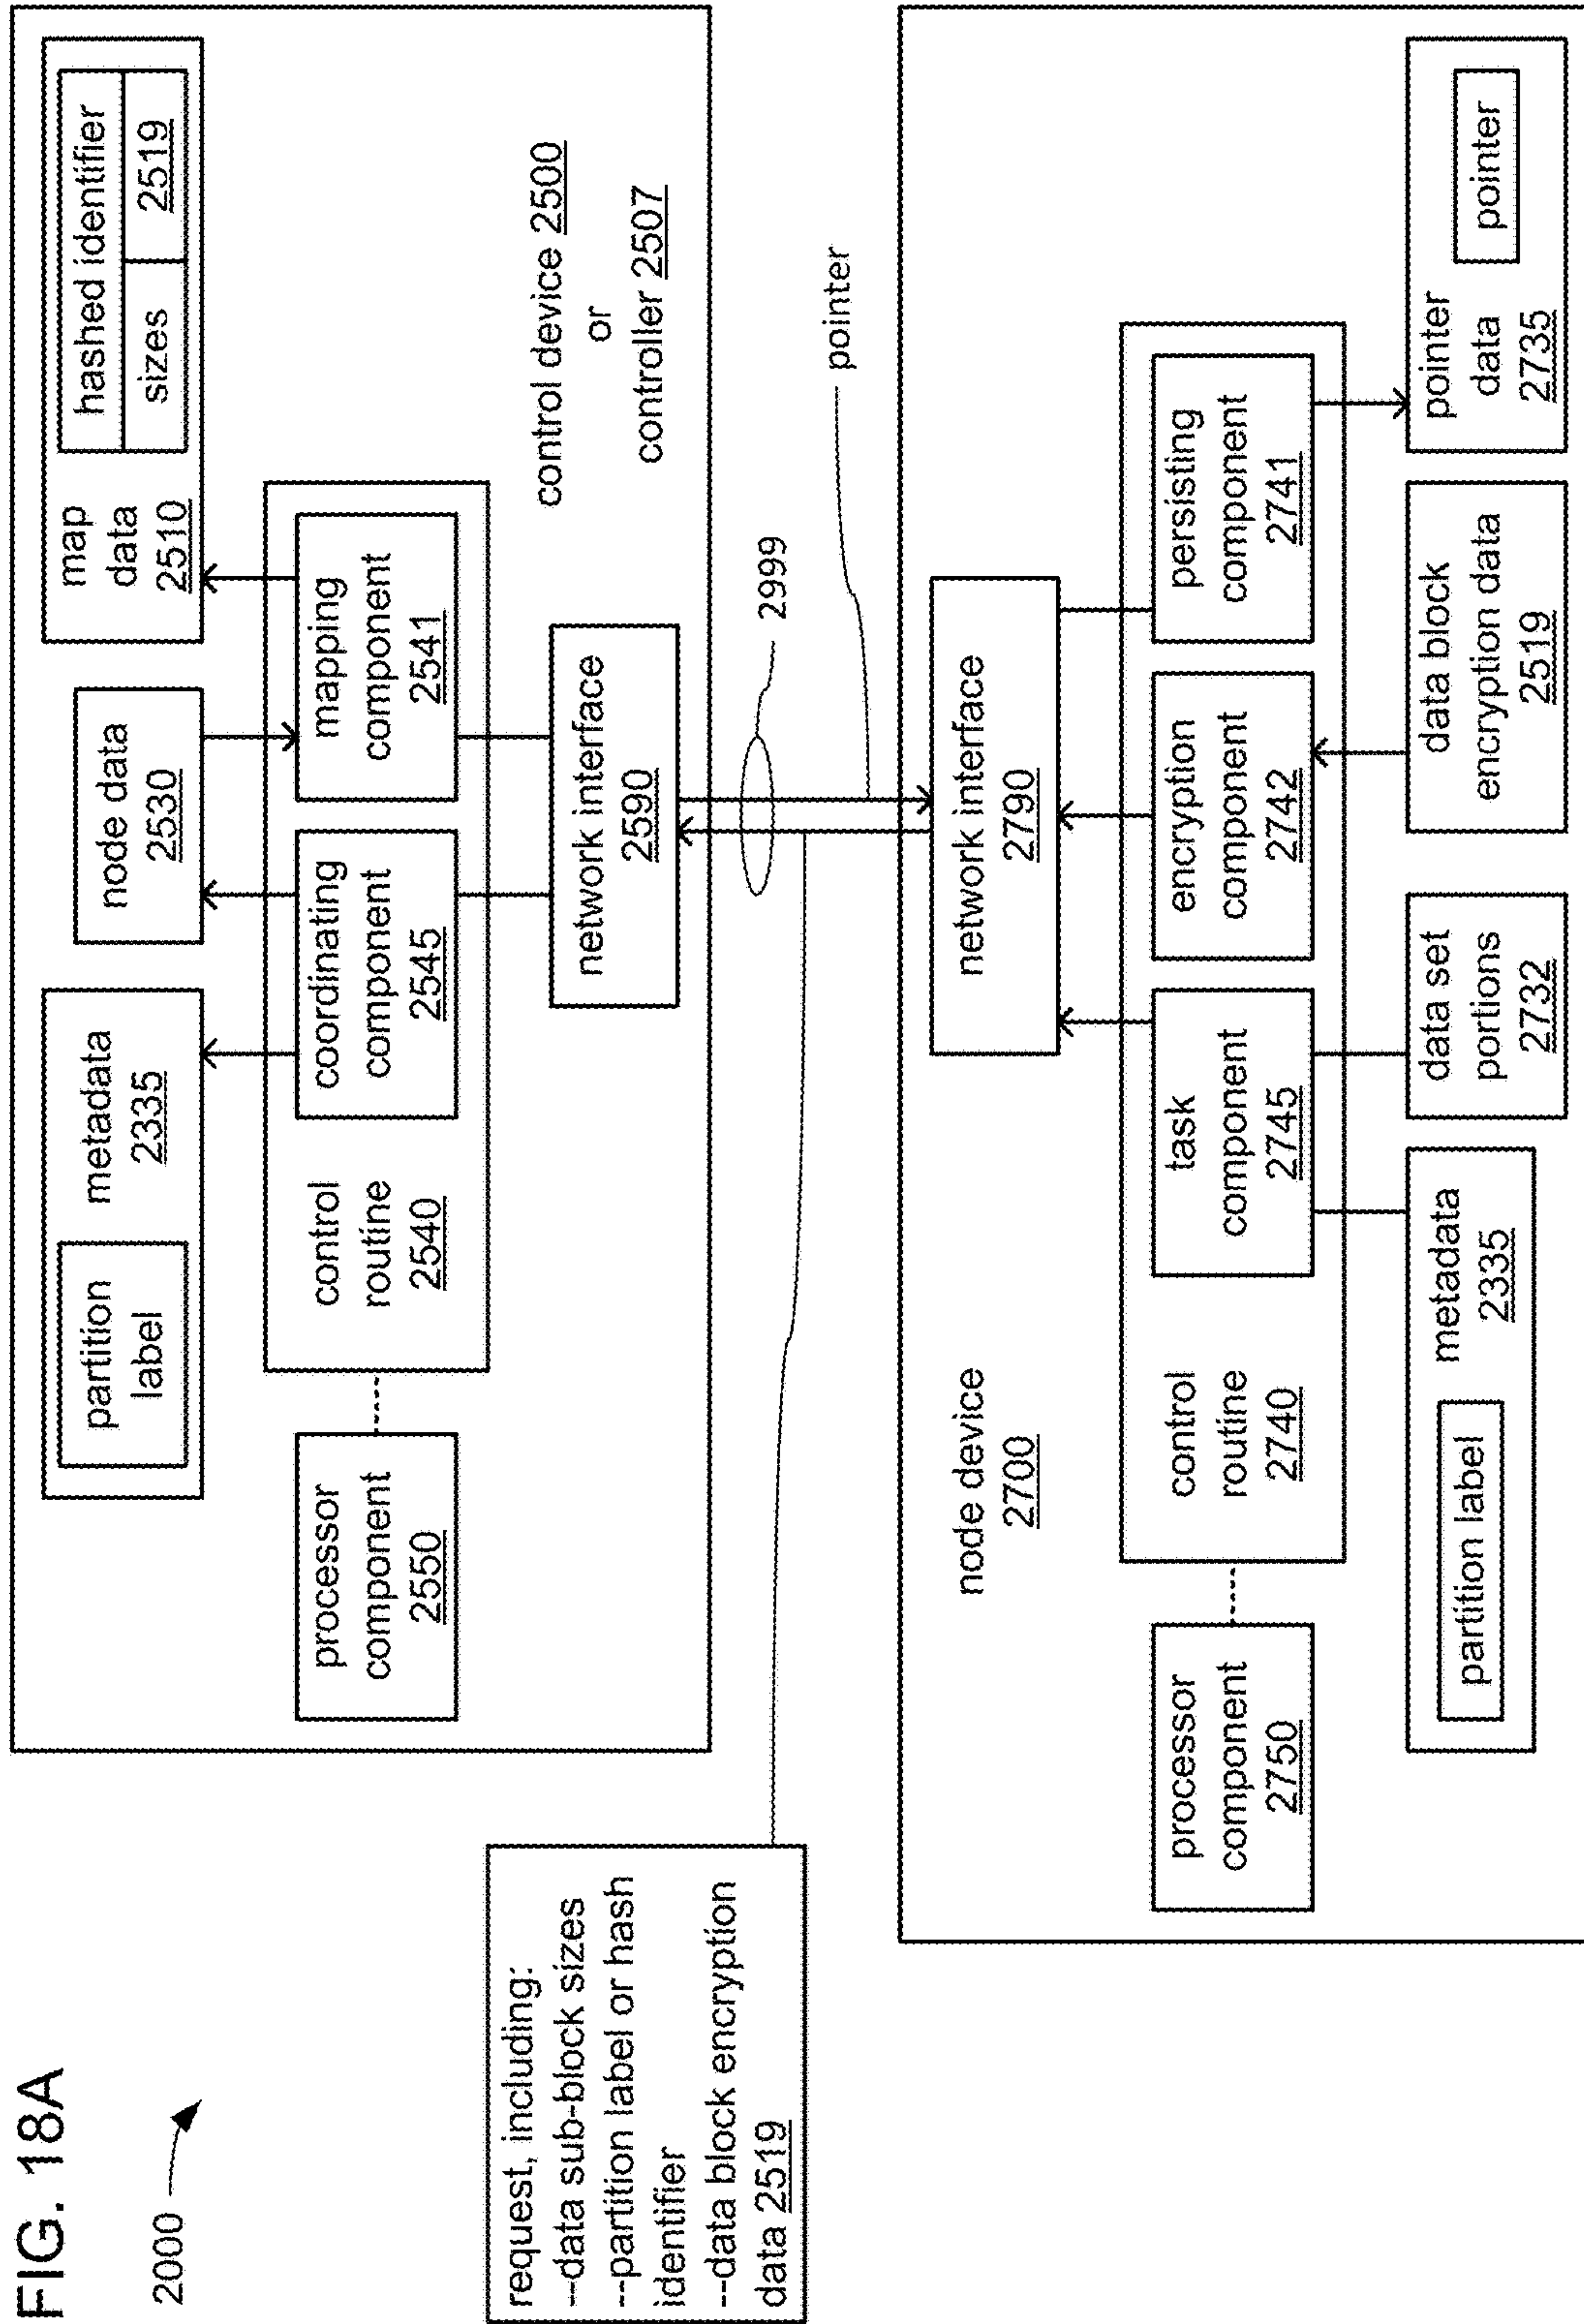 FIG. 18A
2000
request, including:
--data sub-block sizes
--partition label or hash
identifier
--data block encryption
data 2519
partition
label
metadata
2335
node data
2530
map
data
2510
hashed identifier
sizes
2519
processor
component
2550
control
routine
2540
coordinating
component
2545
mapping
component
2541
control device 2500
or
controller 2507
network interface
2590
2999
pointer
node device
2700
network interface
2790
processor
component
2750
control
routine
2740
task
component
2745
encryption
component
2742
persisting
component
2741
metadata
2335
partition label
data set
portions
2732
data block
encryption data
2519
pointer
data
2735
pointer